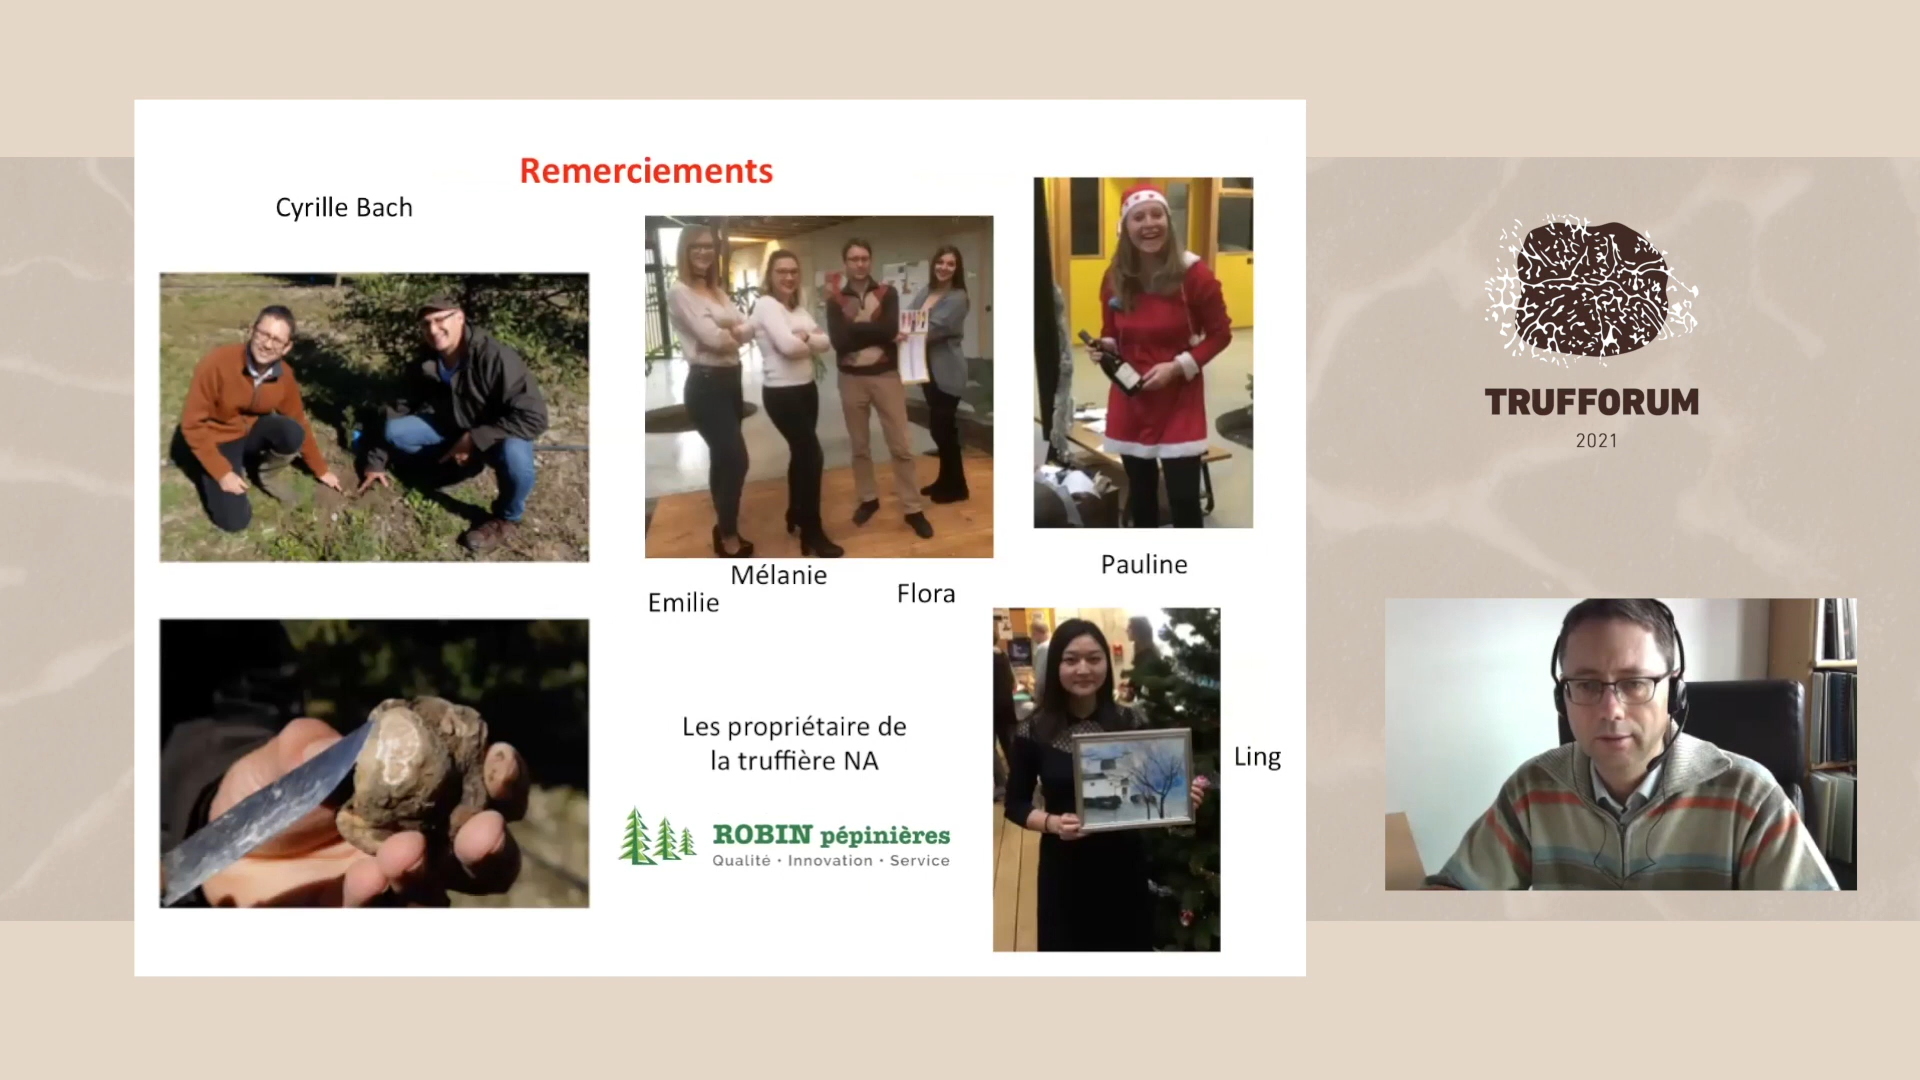 Remerciements
Cyrille Bach
Mélanie
Emilie
Flora
Pauline
Les propriétaire de
la truffière NA
Ling
ROBIN pépinières
Qualité · Innovation · Service
TRUFFORUM
2021